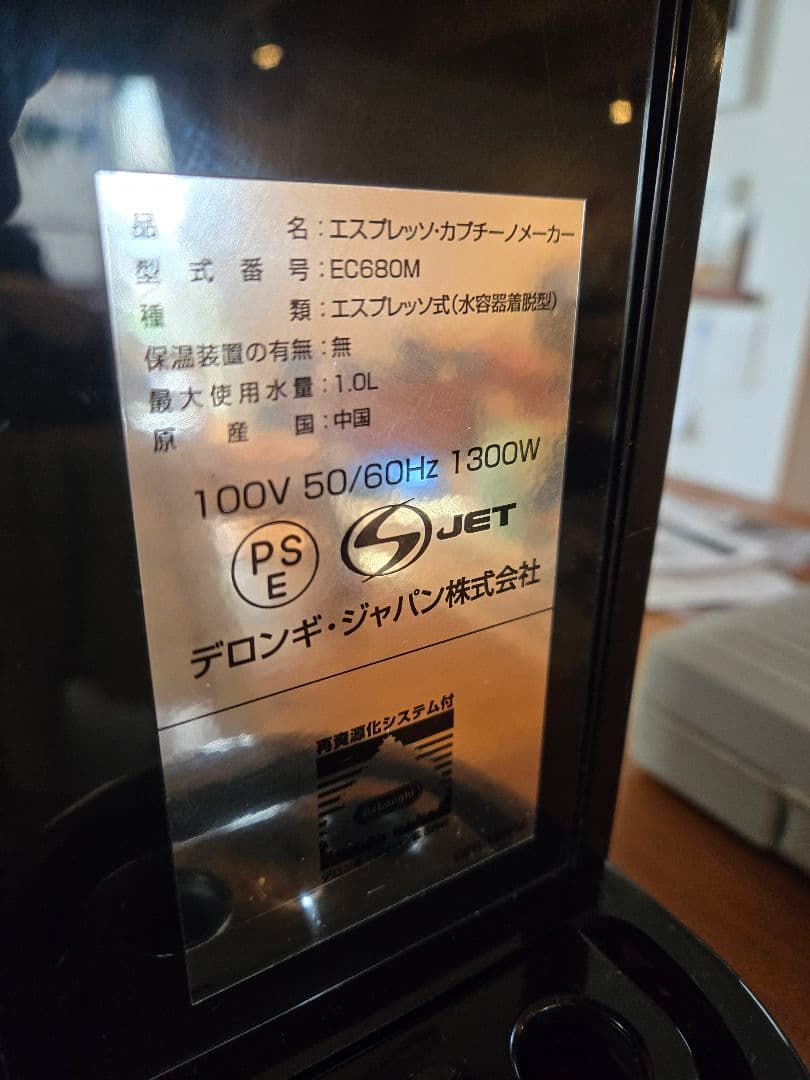 品名:エスプレッソ・カプチーノメーカー
型式番号:EC680M
種類:エスプレッソ式(水容器着脱型)
保温装置の有無:無
最大使用水量:1.0L
原産国:中国
100V 50/60Hz 1300W
PS
E
S JET
デロンギ・ジャパン株式会社
再資源化システム付
DeLonghi